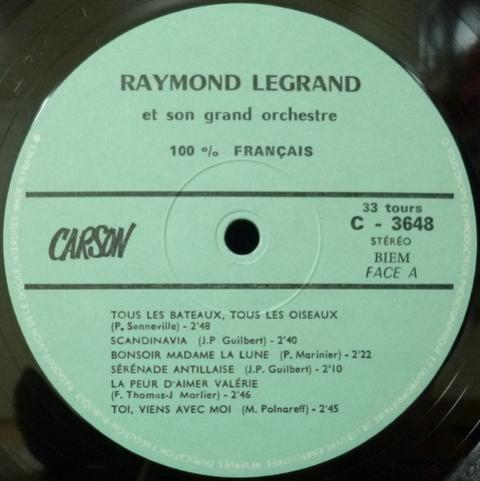 RAYMOND LEGRAND
et son grand orchestre
100 % FRANÇAIS
33 tours
C - 3648
STÉRÉO
BIEM
FACE A
CARSON
TOUS LES BATEAUX, TOUS LES OISEAUX
(P. Senneville) - 2'48
SCANDINAVIA (J.P Guilbert) - 2'40
BONSOIR MADAME LA LUNE (P. Marinier) - 2'22
SÉRÉNADE ANTILLAISE (J.P. Guilbert) - 2'10
LA PEUR D'AIMER VALÉRIE
(F. Thomas-J Morlier) - 2'46
TOI, VIENS AVEC MOI (M. Polnareff) - 2'45